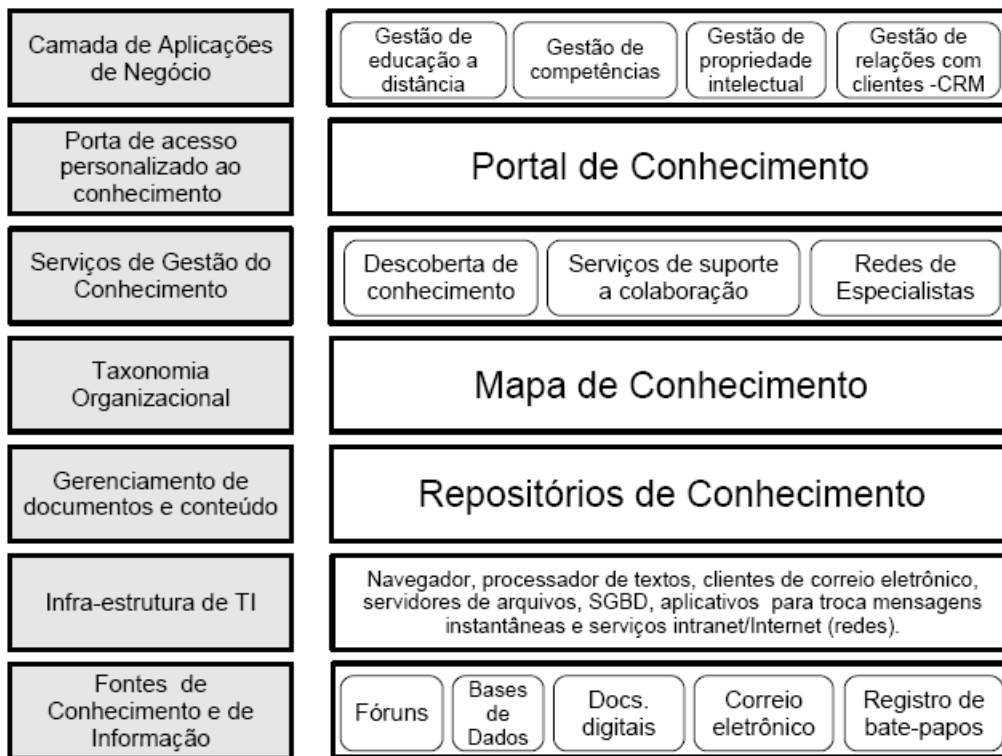 Camada de Aplicações
de Negócio
Gestão de
educação a
distância
Gestão de
competências
Gestão de
propriedade
intelectual
Gestão de
relações com
clientes -CRM
Porta de acesso
personalizado ao
conhecimento
Portal de Conhecimento
Serviços de Gestão do
Conhecimento
Descoberta de
conhecimento
Serviços de suporte
a colaboração
Redes de
Especialistas
Taxonomia
Organizacional
Mapa de Conhecimento
Gerenciamento de
documentos e conteúdo
Repositórios de Conhecimento
Infra-estrutura de TI
Navegador, processador de textos, clientes de correio eletrônico,
servidores de arquivos, SGBD, aplicativos para troca mensagens
instantâneas e serviços intranet/Internet (redes).
Fontes de
Conhecimento e de
Informação
Fóruns
Bases
de
Dados
Docs.
digitais
Correio
eletrônico
Registro de
bate-papos